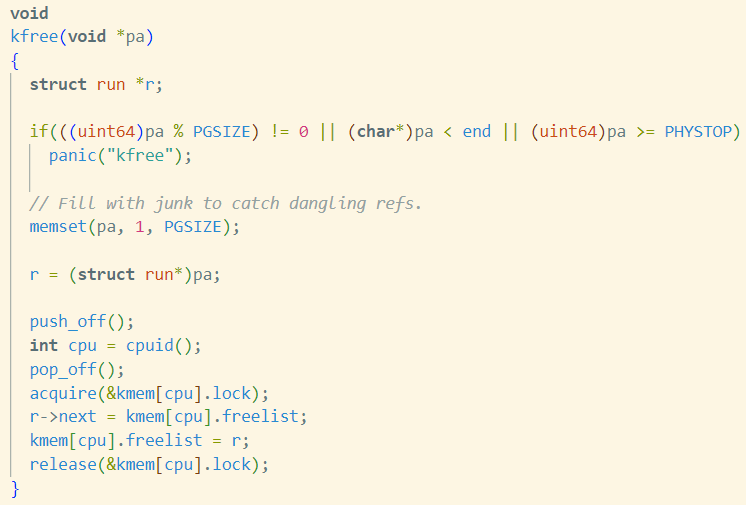 void
kfree(void *pa)
{
  struct run *r;

  if(((uint64)pa % PGSIZE) != 0 || (char*)pa < end || (uint64)pa >= PHYSTOP)
    panic("kfree");

  // Fill with junk to catch dangling refs.
  memset(pa, 1, PGSIZE);

  r = (struct run*)pa;

  push_off();
  int cpu = cpuid();
  pop_off();
  acquire(&kmem[cpu].lock);
  r->next = kmem[cpu].freelist;
  kmem[cpu].freelist = r;
  release(&kmem[cpu].lock);
}